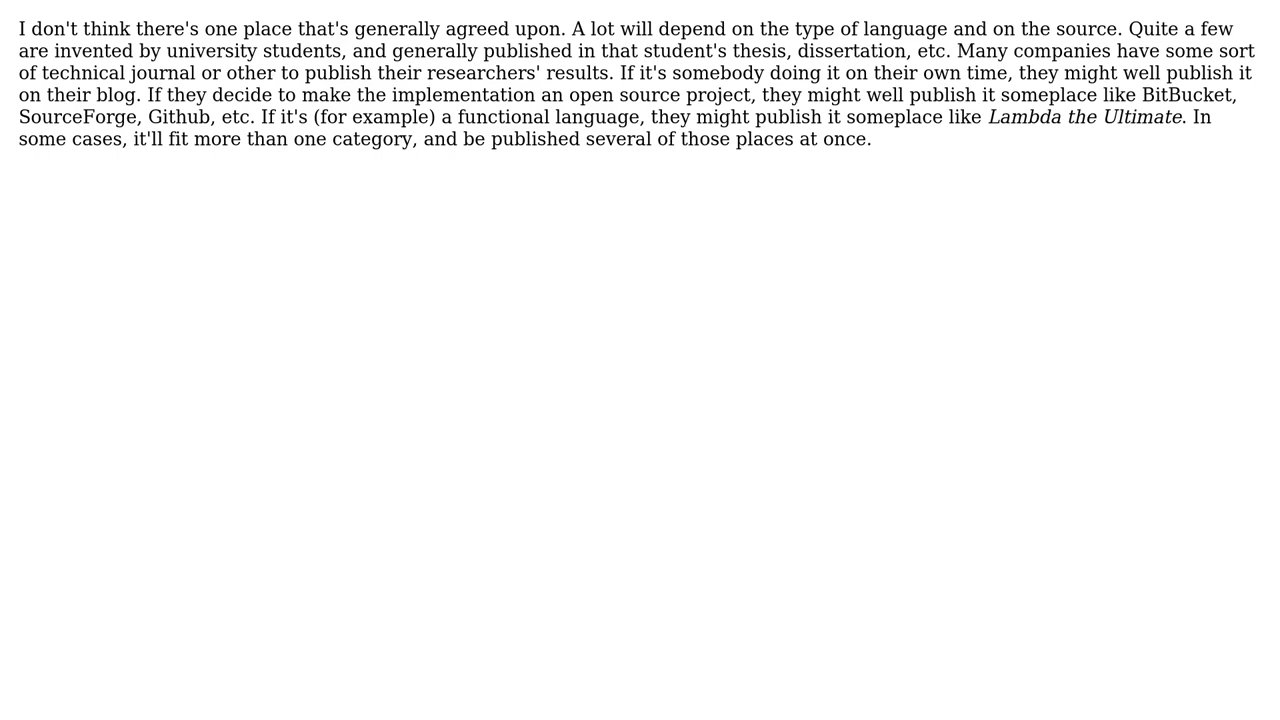 I don't think there's one place that's generally agreed upon. A lot will depend on the type of language and on the source. Quite a few
are invented by university students, and generally published in that student's thesis, dissertation, etc. Many companies have some sort
of technical journal or other to publish their researchers' results. If it's somebody doing it on their own time, they might well publish it
on their blog. If they decide to make the implementation an open source project, they might well publish it someplace like BitBucket,
SourceForge, Github, etc. If it's (for example) a functional language, they might publish it someplace like Lambda the Ultimate. In
some cases, it'll fit more than one category, and be published several of those places at once.